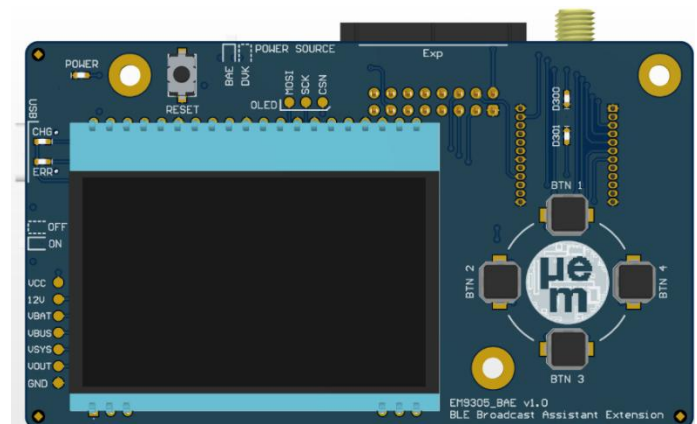 POWER
RESET
BAE
DVK
POWER SOURCE
Exp
OLED
MOSI
SCK
CSN
D300
D301
USB
CHG
ERR
OFF
ON
VCC
12V
VBAT
VBUS
VSYS
VOUT
GND
BTN 1
BTN 2
BTN 4
BTN 3
µe
m
EM9305_BAE v1.0
BLE Broadcast Assistant Extension